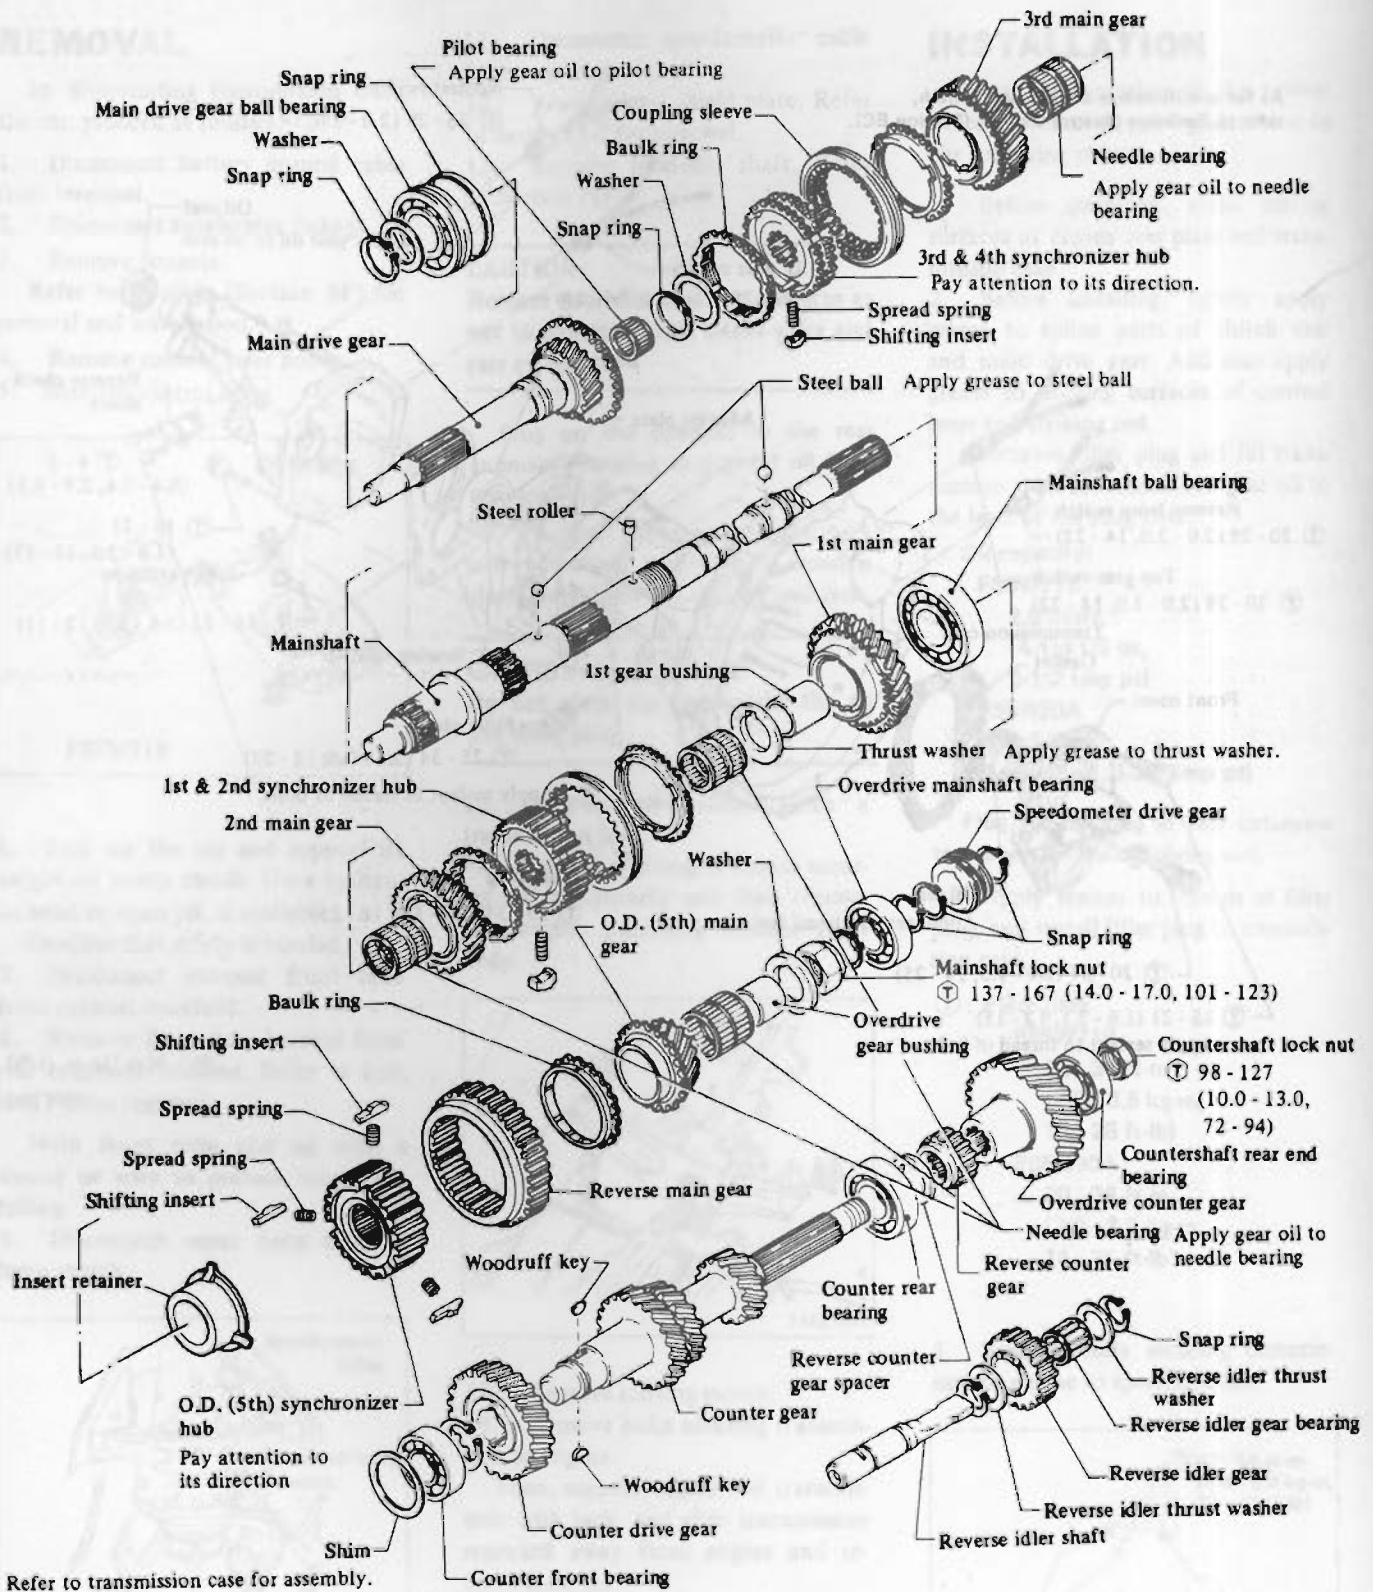 3rd main gear
Pilot bearing
Apply gear oil to pilot bearing
Snap ring
Main drive gear ball bearing
Coupling sleeve
Washer
Baulk ring
Needle bearing
Snap ring
Washer
Apply gear oil to needle
bearing
Snap ring
3rd & 4th synchronizer hub
Pay attention to its direction.
Spread spring
Main drive gear
Shifting insert
Steel ball Apply grease to steel ball
Mainshaft ball bearing
Steel roller
1st main gear
Mainshaft
1st gear bushing
Thrust washer Apply grease to thrust washer.
1st & 2nd synchronizer hub
Overdrive mainshaft bearing
Speedometer drive gear
2nd main gear
Washer
O.D. (5th) main
gear
Snap ring
Mainshaft lock nut
Ⓣ 137 - 167 (14.0 - 17.0, 101 - 123)
Baulk ring
Overdrive
gear bushing
Shifting insert
Countershaft lock nut
Ⓣ 98 - 127
(10.0 - 13.0,
72 - 94)
Spread spring
Spread spring
Countershaft rear end
bearing
Shifting insert
Reverse main gear
Overdrive counter gear
Needle bearing Apply gear oil to
needle bearing
Woodruff key
Reverse counter
gear
Insert retainer
Counter rear
bearing
Snap ring
Reverse counter
gear spacer
Reverse idler thrust
washer
O.D. (5th) synchronizer
hub
Counter gear
Reverse idler gear bearing
Pay attention to
its direction
Reverse idler gear
Woodruff key
Reverse idler thrust washer
Counter drive gear
Reverse idler shaft
Shim
Refer to transmission case for assembly.
Counter front bearing